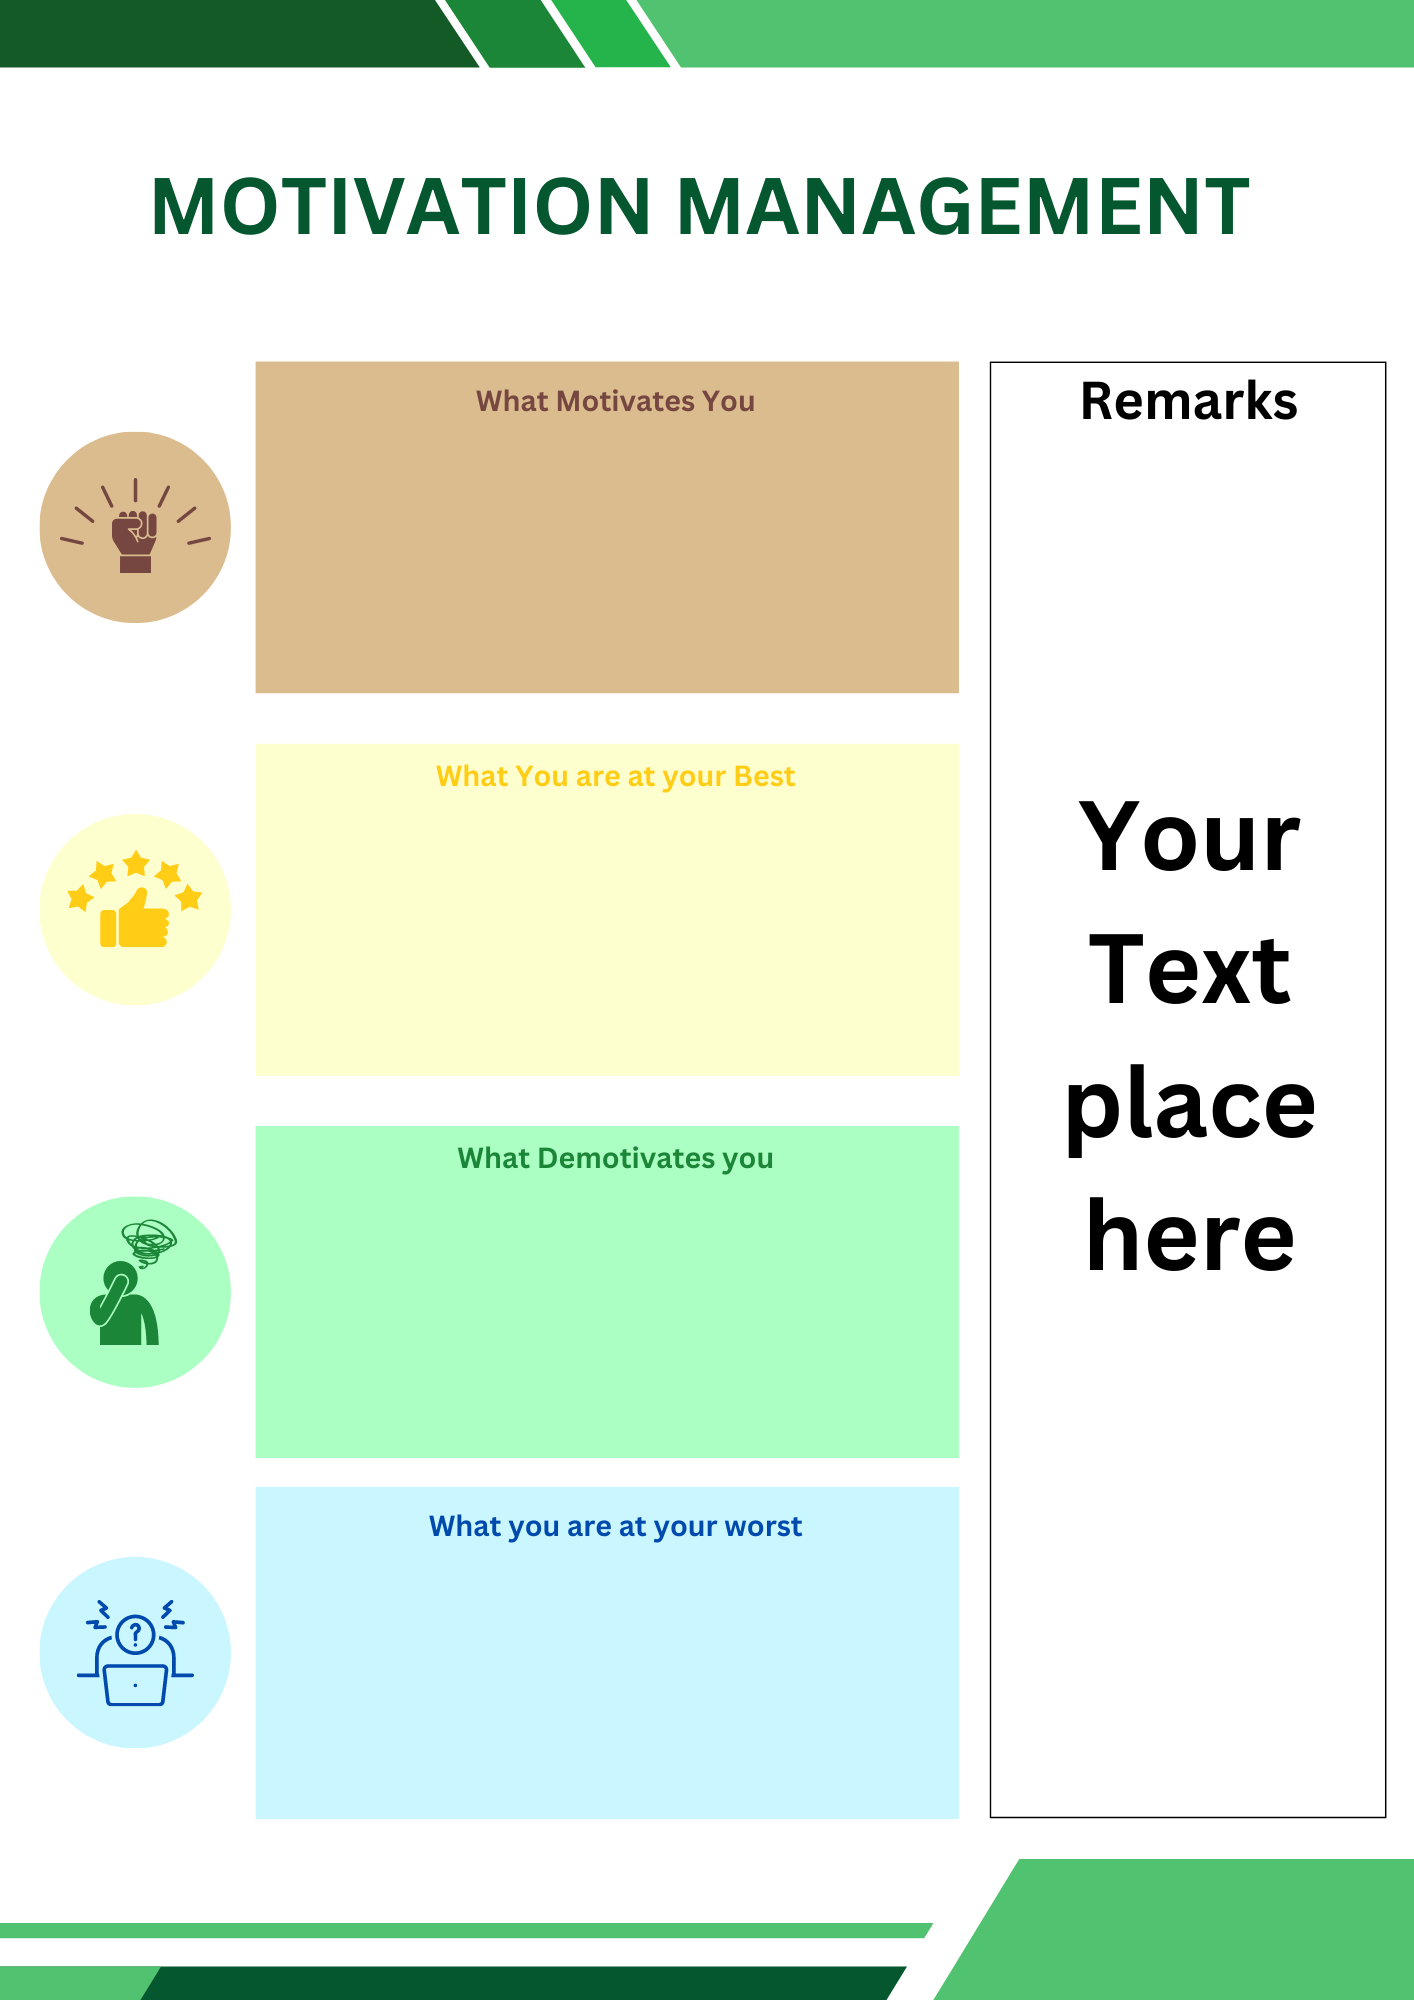 MOTIVATION MANAGEMENT
What Motivates You
What You are at your Best
What Demotivates you
What you are at your worst
Remarks
Your
Text
place
here
?